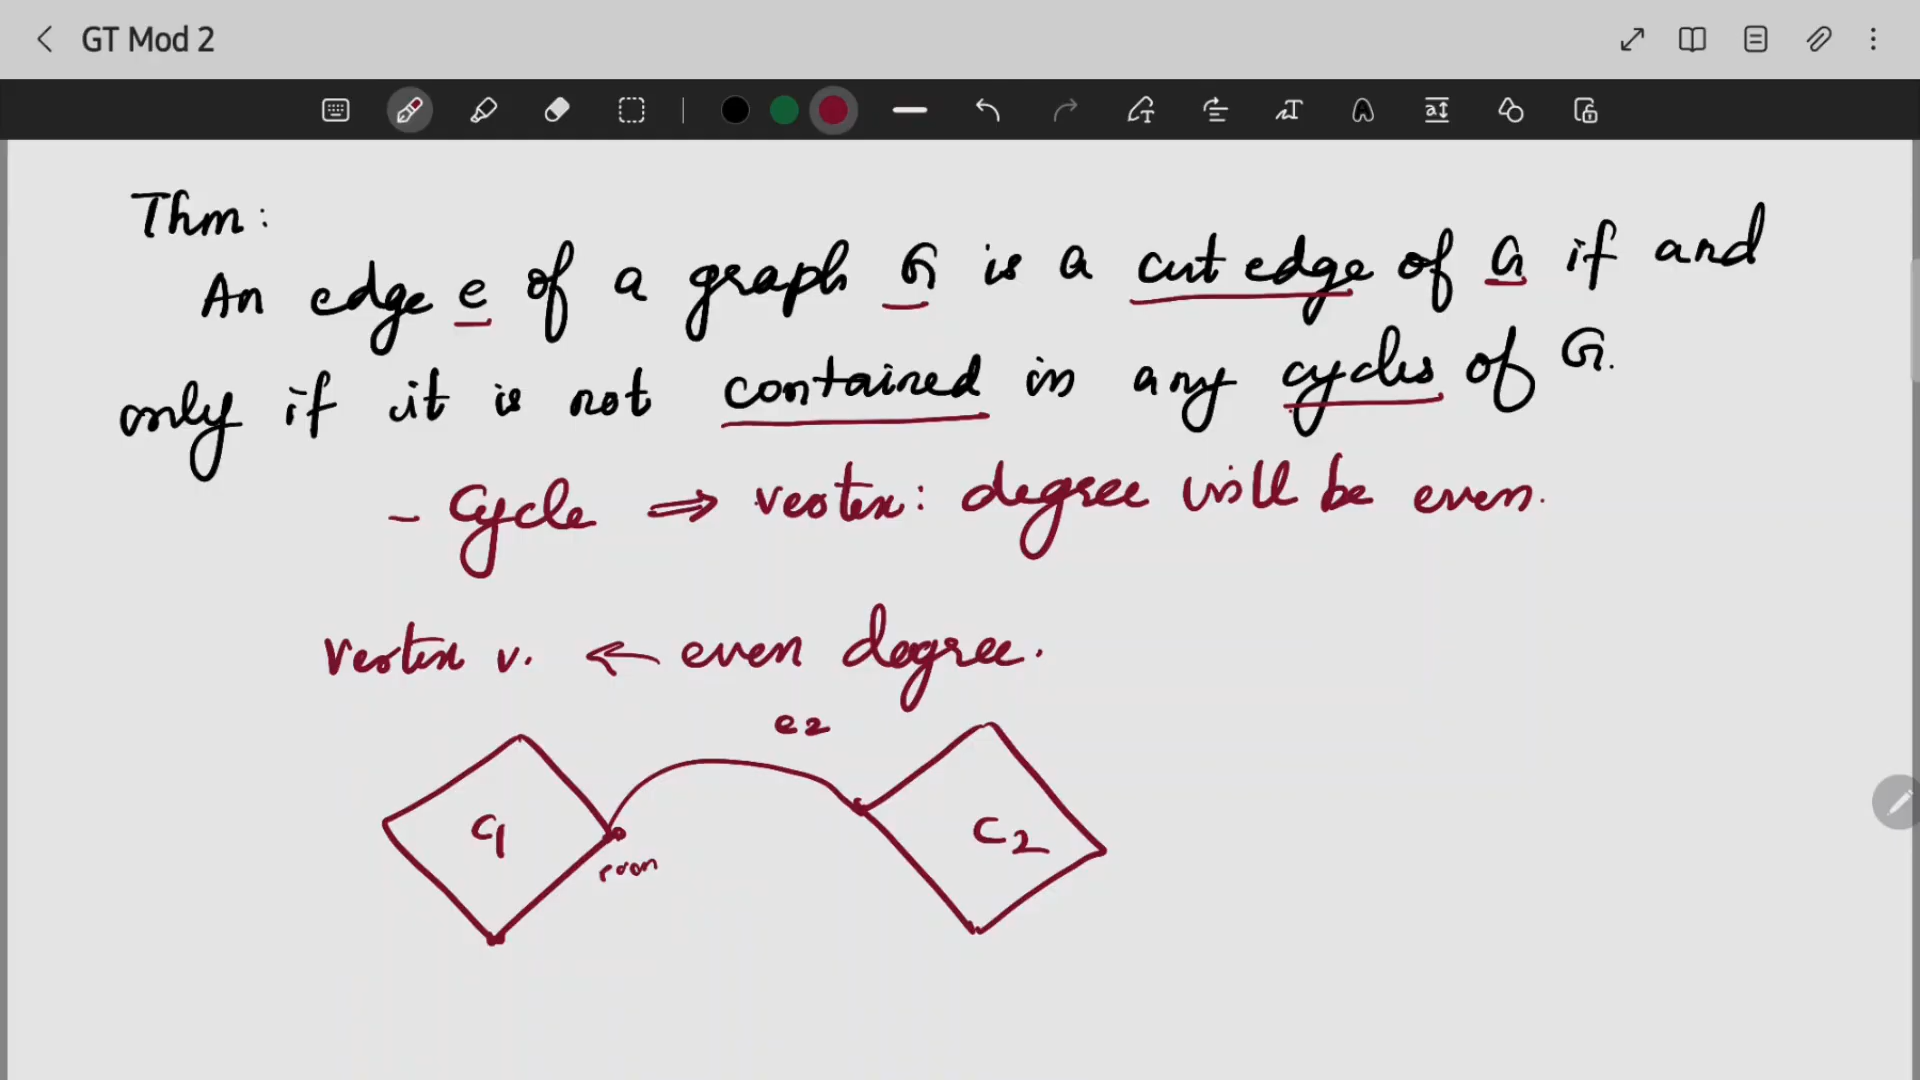 GT Mod 2
Thm:
An edge e of a graph G is a cut edge of G if and
only if it is not contained in any cycles of G.
- Cycle ⇒ vertex: degree will be even.
vertex v. ← even degree.
e2
C1
C2